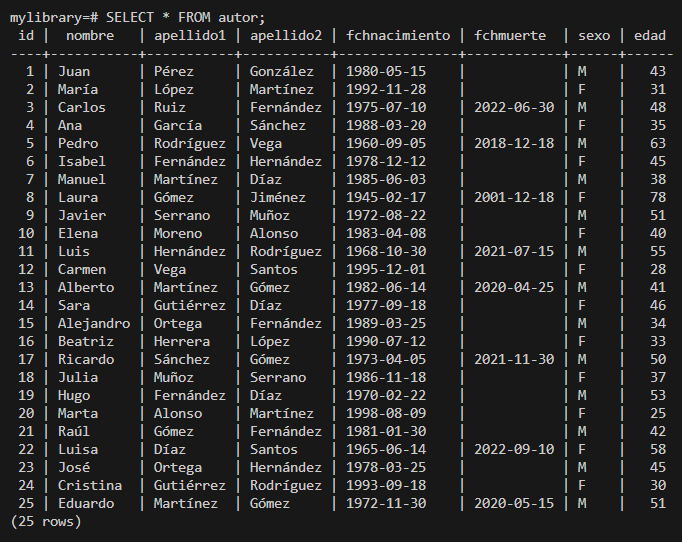 mylibrary=# SELECT * FROM autor;
 id |  nombre   | apellido1 | apellido2 | fchnacimiento | fchmuerte  | sexo | edad
----+-----------+-----------+-----------+---------------+------------+------+------
  1 | Juan      | Pérez     | González  | 1980-05-15    |            | M    |   43
  2 | María     | López     | Martínez  | 1992-11-28    |            | F    |   31
  3 | Carlos    | Ruiz      | Fernández | 1975-07-10    | 2022-06-30 | M    |   48
  4 | Ana       | García    | Sánchez   | 1988-03-20    |            | F    |   35
  5 | Pedro     | Rodríguez | Vega      | 1960-09-05    | 2018-12-18 | M    |   63
  6 | Isabel    | Fernández | Hernández | 1978-12-12    |            | F    |   45
  7 | Manuel    | Martínez  | Díaz      | 1985-06-03    |            | M    |   38
  8 | Laura     | Gómez     | Jiménez   | 1945-02-17    | 2001-12-18 | F    |   78
  9 | Javier    | Serrano   | Muñoz     | 1972-08-22    |            | M    |   51
 10 | Elena     | Moreno    | Alonso    | 1983-04-08    |            | F    |   40
 11 | Luis      | Hernández | Rodríguez | 1968-10-30    | 2021-07-15 | M    |   55
 12 | Carmen    | Vega      | Santos    | 1995-12-01    |            | F    |   28
 13 | Alberto   | Martínez  | Gómez     | 1982-06-14    | 2020-04-25 | M    |   41
 14 | Sara      | Gutiérrez | Díaz      | 1977-09-18    |            | F    |   46
 15 | Alejandro | Ortega    | Fernández | 1989-03-25    |            | M    |   34
 16 | Beatriz   | Herrera   | López     | 1990-07-12    |            | F    |   33
 17 | Ricardo   | Sánchez   | Gómez     | 1973-04-05    | 2021-11-30 | M    |   50
 18 | Julia     | Muñoz     | Serrano   | 1986-11-18    |            | F    |   37
 19 | Hugo      | Fernández | Díaz      | 1970-02-22    |            | M    |   53
 20 | Marta     | Alonso    | Martínez  | 1998-08-09    |            | F    |   25
 21 | Raúl      | Gómez     | Fernández | 1981-01-30    |            | M    |   42
 22 | Luisa     | Díaz      | Santos    | 1965-06-14    | 2022-09-10 | F    |   58
 23 | José      | Ortega    | Hernández | 1978-03-25    |            | M    |   45
 24 | Cristina  | Gutiérrez | Rodríguez | 1993-09-18    |            | F    |   30
 25 | Eduardo   | Martínez  | Gómez     | 1972-11-30    | 2020-05-15 | M    |   51
(25 rows)